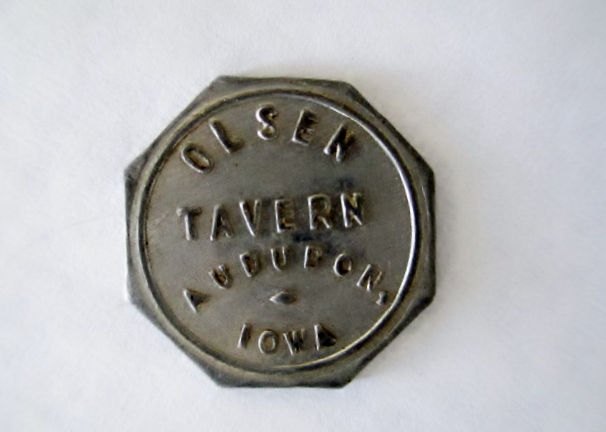 OLSEN
TAVERN
AUDUBON,
IOWA